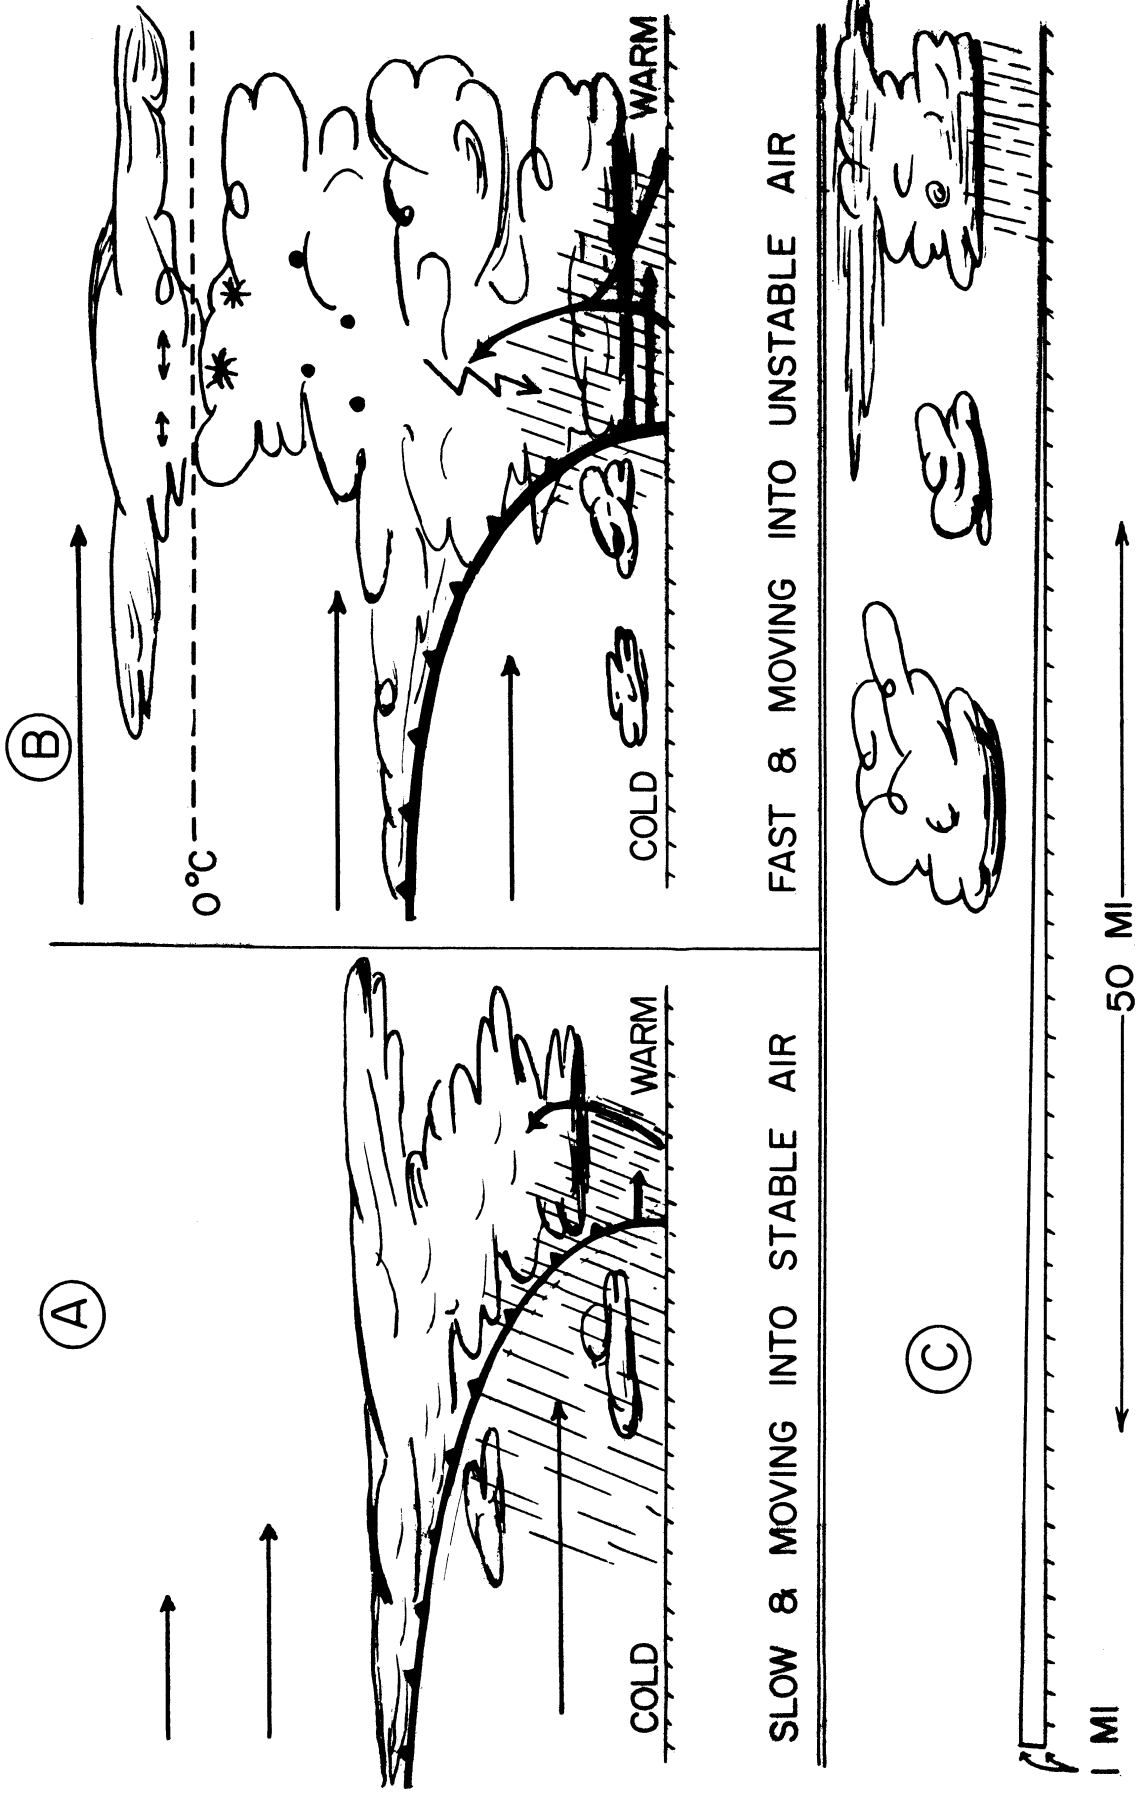 A
B
0°C
COLD
WARM
COLD
WARM
SLOW & MOVING INTO STABLE AIR
FAST & MOVING INTO UNSTABLE AIR
C
1 MI
50 MI